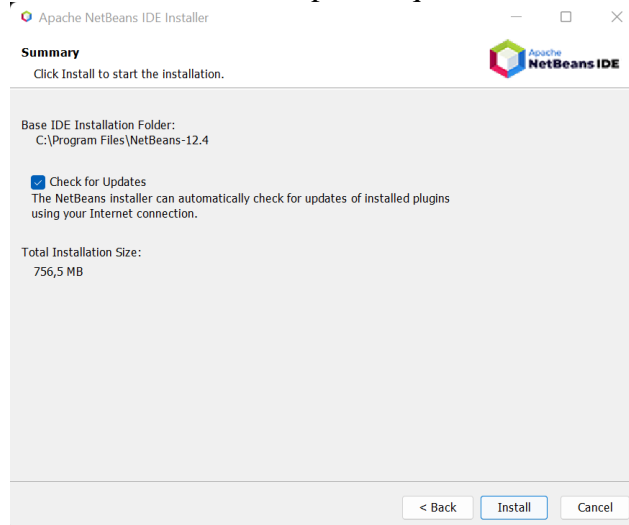 Apache NetBeans IDE Installer
Summary
Click Install to start the installation.
Apache
NetBeans IDE
Base IDE Installation Folder:
C:\Program Files\NetBeans-12.4
Check for Updates
The NetBeans installer can automatically check for updates of installed plugins
using your Internet connection.
Total Installation Size:
756,5 MB
< Back
Install
Cancel